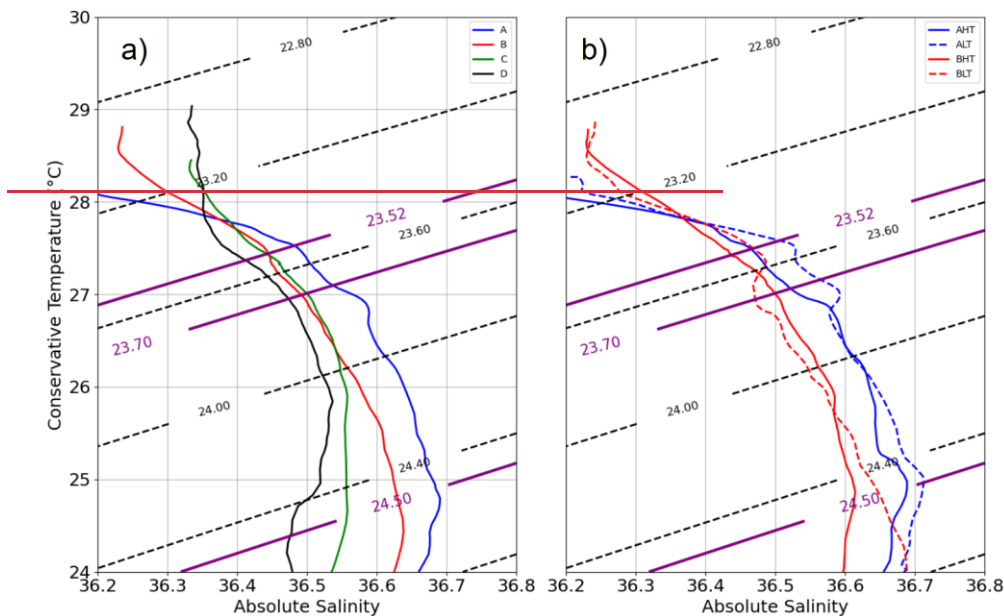 a)
b)
A
B
C
D
AHT
ALT
BHT
BLT
Conservative Temperature (°C)
30
29
28
27
26
25
24
22.80
23.20
23.52
23.60
23.70
24.00
24.40
24.50
36.2 36.3 36.4 36.5 36.6 36.7 36.8
Absolute Salinity
22.80
23.20
23.52
23.60
23.70
24.00
24.40
24.50
36.2 36.3 36.4 36.5 36.6 36.7 36.8
Absolute Salinity